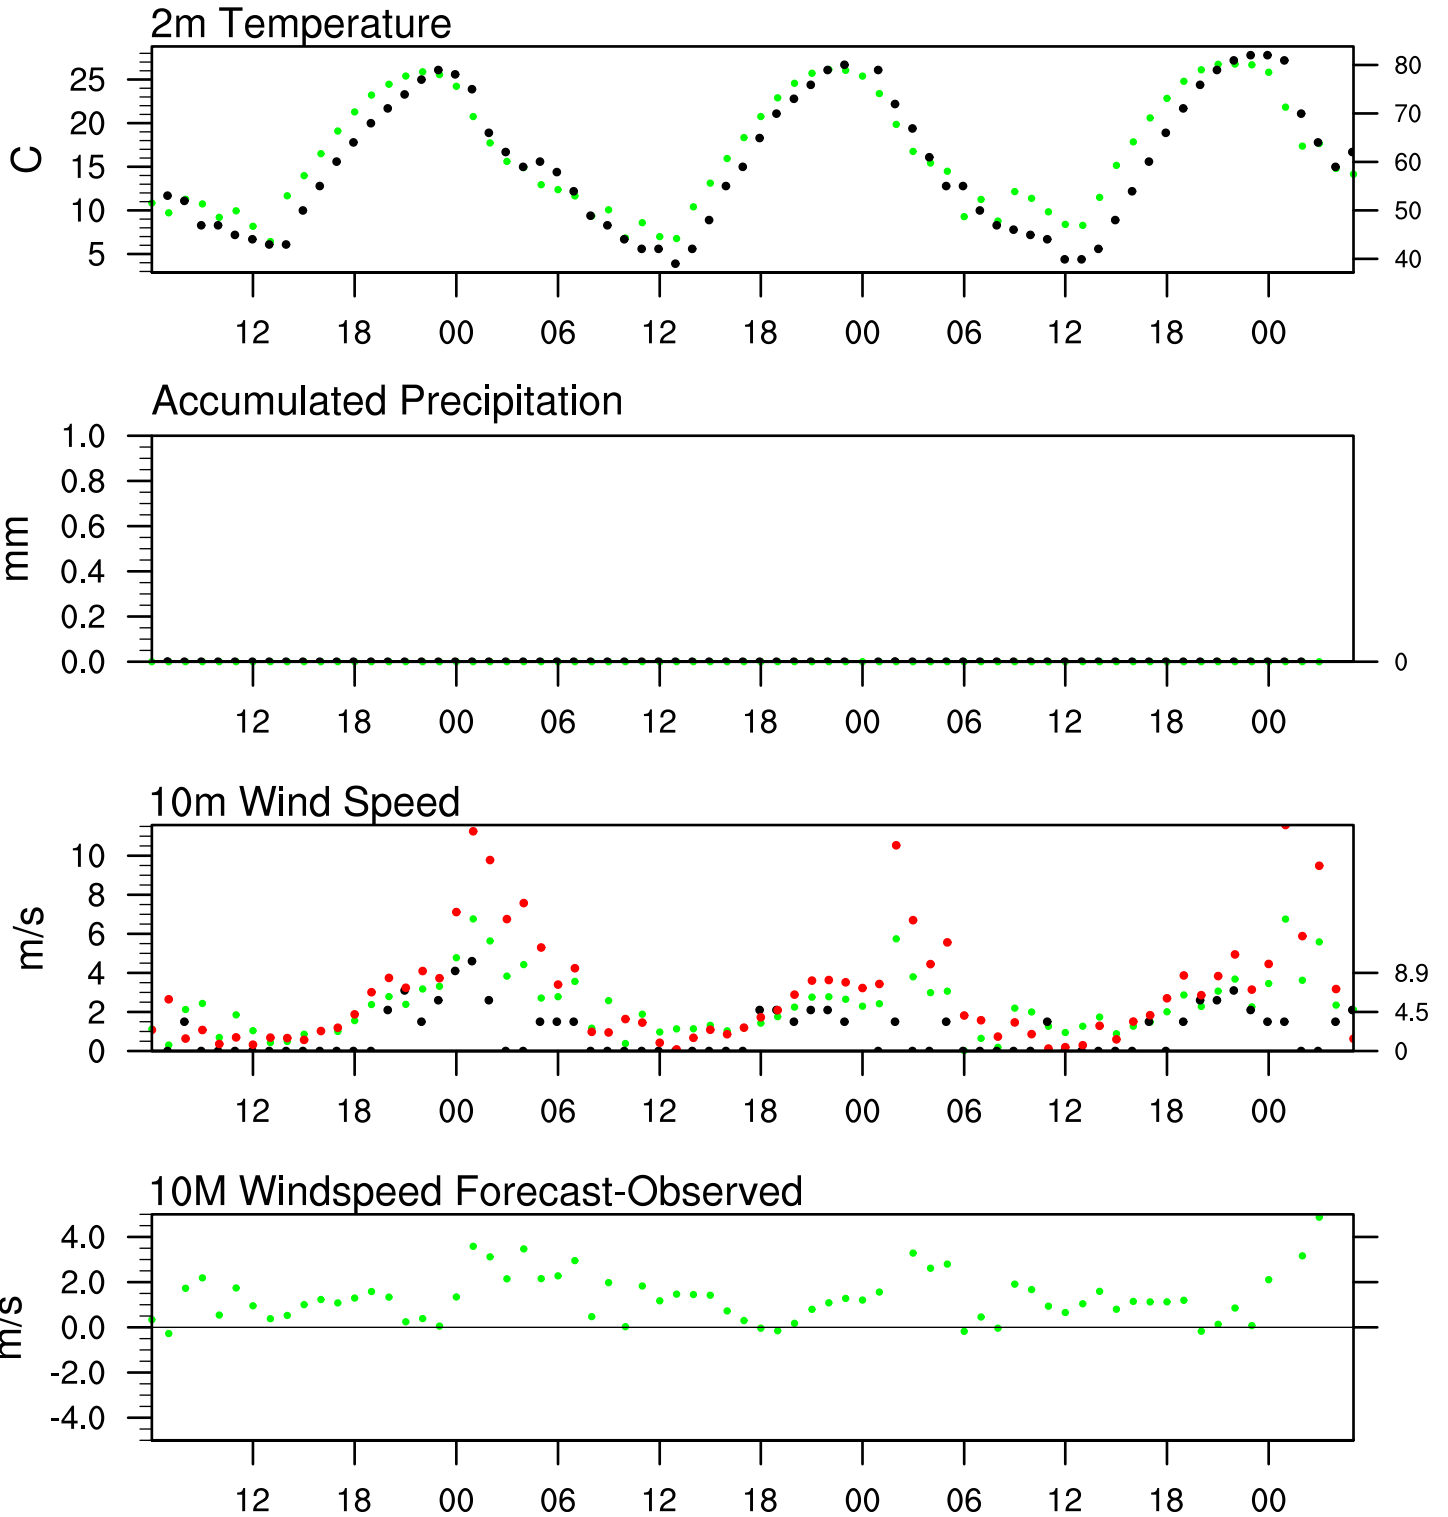 2m Temperature
25
20
15
10
5
C
80
70
60
50
40
12 18 00 06 12 18 00 06 12 18 00
Accumulated Precipitation
1.0
0.8
0.6
0.4
0.2
0.0
mm
0
12 18 00 06 12 18 00 06 12 18 00
10m Wind Speed
10
8
6
4
2
0
m/s
8.9
4.5
0
12 18 00 06 12 18 00 06 12 18 00
10M Windspeed Forecast-Observed
4.0
2.0
0.0
-2.0
-4.0
m/s
12 18 00 06 12 18 00 06 12 18 00